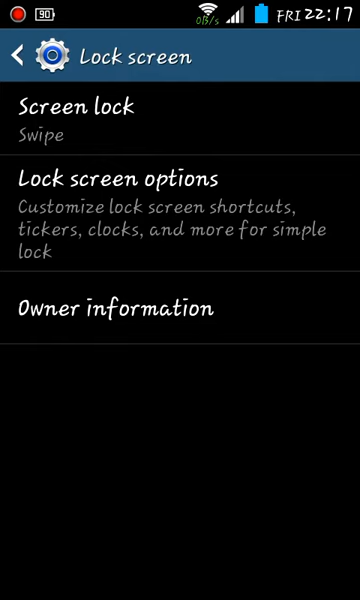 90 0B/s FRI 22:17
Lock screen
Screen lock
Swipe
Lock screen options
Customize lock screen shortcuts,
tickers, clocks, and more for simple
lock
Owner information